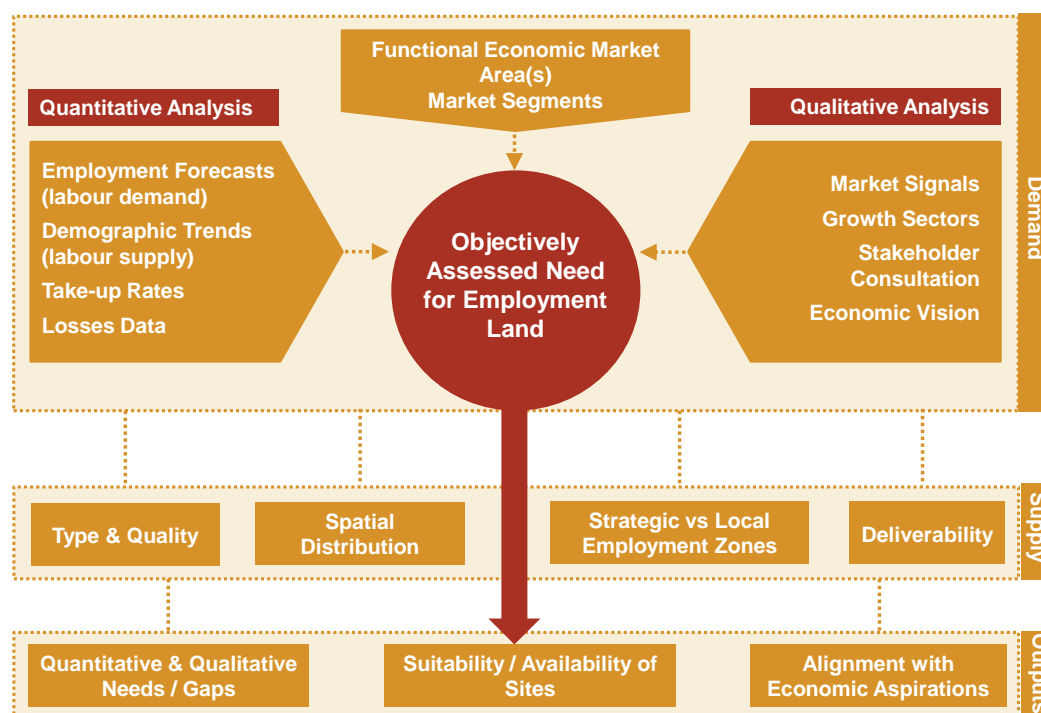 Functional Economic Market
Area(s)
Market Segments
Quantitative Analysis
Qualitative Analysis
Employment Forecasts
(labour demand)
Demographic Trends
(labour supply)
Take-up Rates
Losses Data
Objectively
Assessed Need
for Employment
Land
Market Signals
Growth Sectors
Stakeholder
Consultation
Economic Vision
Demand
Type & Quality
Spatial
Distribution
Strategic vs Local
Employment Zones
Deliverability
Supply
Quantitative & Qualitative
Needs / Gaps
Suitability / Availability of
Sites
Alignment with
Economic Aspirations
Outputs